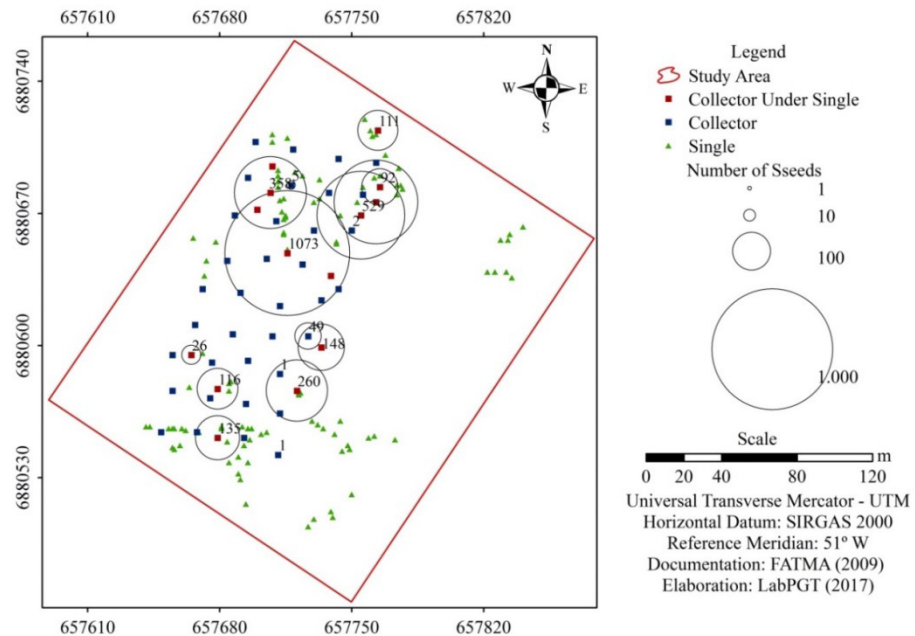 657610 657680 657750 657820
6880740
6880670
6880600
6880530
N
W E
S
111
5
358
92
529
2
1073
49
148
26
1
116
260
135
1
657610 657680 657750 657820
Legend
Study Area
Collector Under Single
Collector
Single
Number of Sseeds
1
10
100
1.000
Scale
m
0 20 40 60 80 120
Universal Transverse Mercator - UTM
Horizontal Datum: SIRGAS 2000
Reference Meridian: 51º W
Documentation: FATMA (2009)
Elaboration: LabPGT (2017)